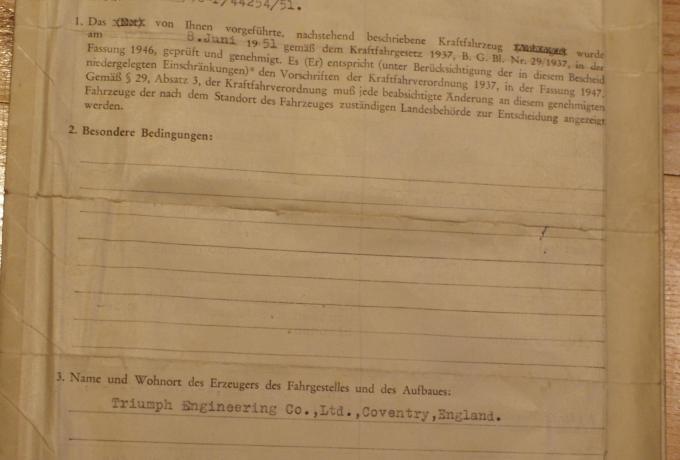 /44254/51.
1. Das von Ihnen vorgeführte, nachstehend beschriebene Kraftfahrzeug wurde
am 8.Juni 1951 gemäß dem Kraftfahrgesetz 1937, B. G. Bl. Nr. 29/1937, in der
Fassung 1946, geprüft und genehmigt. Es (Er) entspricht (unter Berücksichtigung der in diesem Bescheid
niedergelegten Einschränkungen)* den Vorschriften der Kraftfahrverordnung 1937, in der Fassung 1947.
Gemäß § 29, Absatz 3, der Kraftfahrverordnung muß jede beabsichtigte Änderung an diesem genehmigten
Fahrzeuge der nach dem Standort des Fahrzeuges zuständigen Landesbehörde zur Entscheidung angezeigt
werden.
2. Besondere Bedingungen:
3. Name und Wohnort des Erzeugers des Fahrgestelles und des Aufbaues:
Triumph Engineering Co.,Ltd.,Coventry,England.